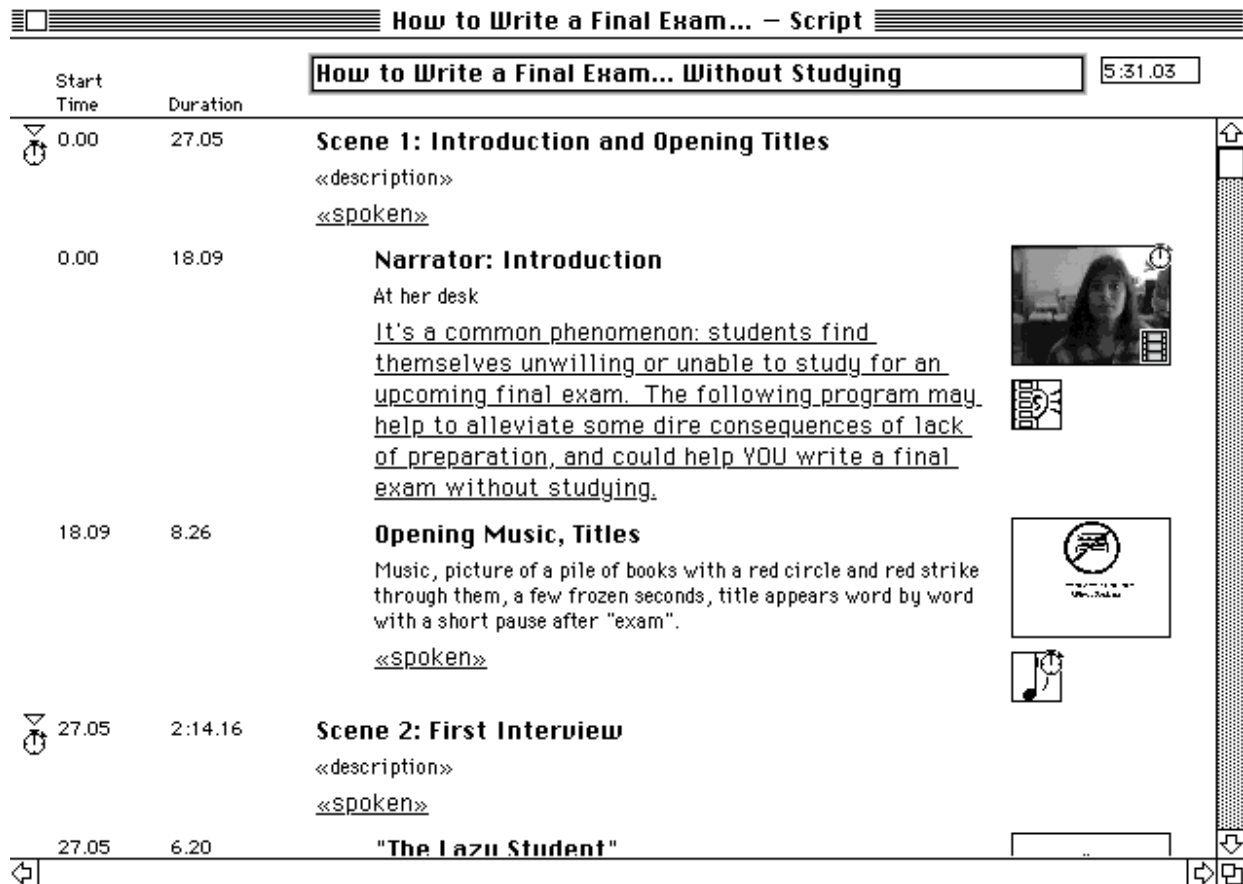 How to Write a Final Exam... — Script
How to Write a Final Exam... Without Studying
5:31.03
Start
Time
Duration
0.00 27.05 Scene 1: Introduction and Opening Titles
«description»
«spoken»
0.00 18.09 Narrator: Introduction
At her desk
It's a common phenomenon: students find
themselves unwilling or unable to study for an
upcoming final exam. The following program may
help to alleviate some dire consequences of lack
of preparation, and could help YOU write a final
exam without studying.
18.09 8.26 Opening Music, Titles
Music, picture of a pile of books with a red circle and red strike
through them, a few frozen seconds, title appears word by word
with a short pause after "exam".
«spoken»
27.05 2:14.16 Scene 2: First Interview
«description»
«spoken»
27.05 6.20 "The Lazy Student"